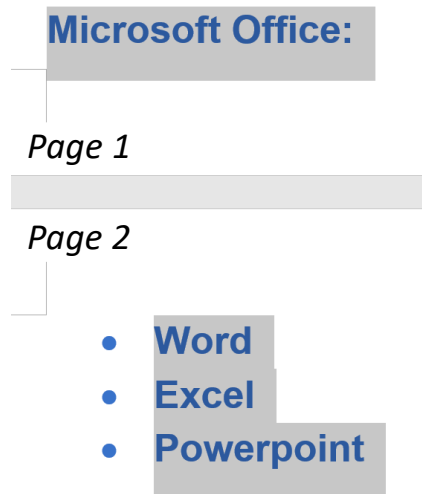 Microsoft Office:
Page 1
Page 2
• Word
• Excel
• Powerpoint